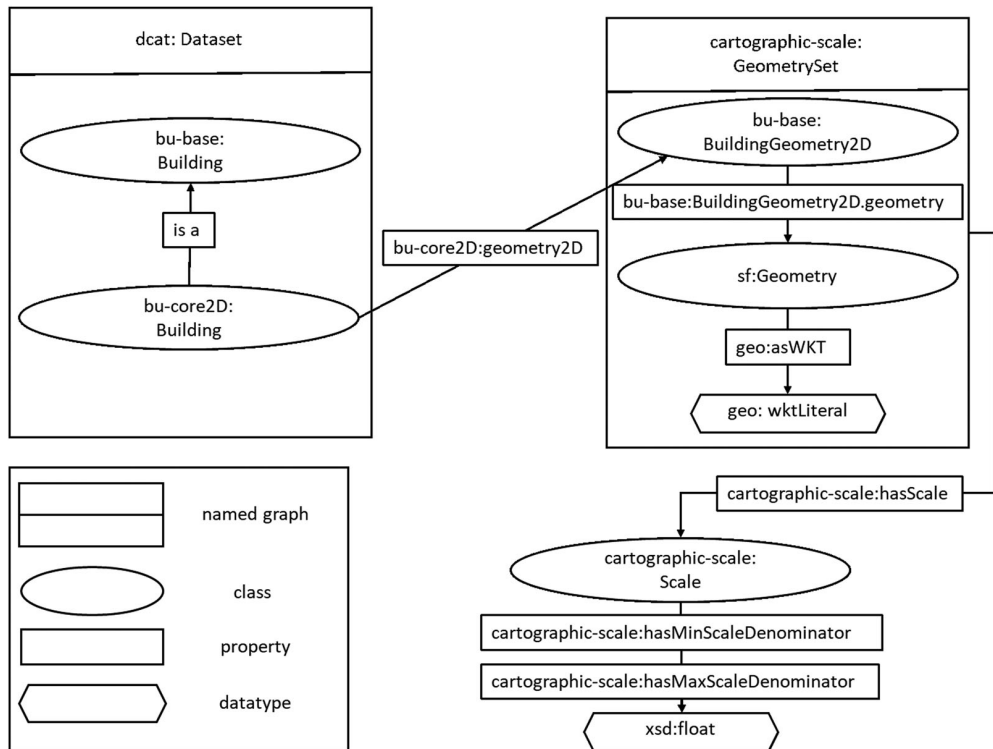 dcat: Dataset
bu-base:
Building
is a
bu-core2D:
Building
bu-core2D:geometry2D
cartographic-scale:
GeometrySet
bu-base:
BuildingGeometry2D
bu-base:BuildingGeometry2D.geometry
sf:Geometry
geo:asWKT
geo: wktLiteral
named graph
class
property
datatype
cartographic-scale:hasScale
cartographic-scale:
Scale
cartographic-scale:hasMinScaleDenominator
cartographic-scale:hasMaxScaleDenominator
xsd:float